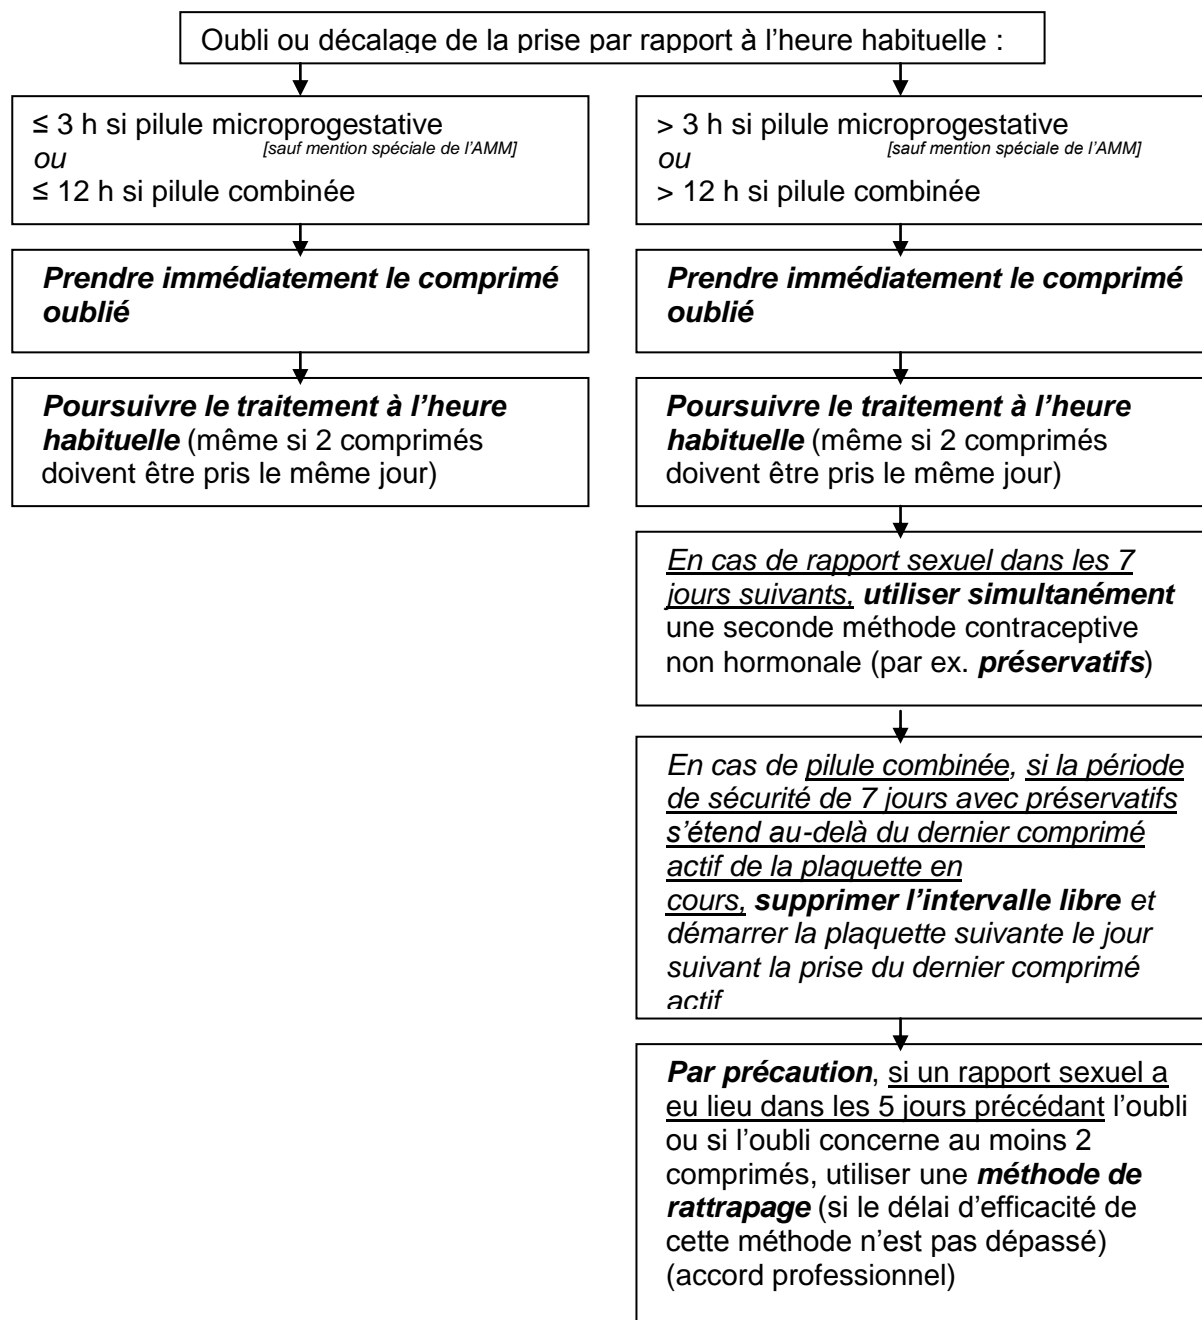 Oubli ou décalage de la prise par rapport à l'heure habituelle :
≤ 3 h si pilule microprogestative
[sauf mention spéciale de l'AMM]
ou
≤ 12 h si pilule combinée
Prendre immédiatement le comprimé
oublié
Poursuivre le traitement à l'heure
habituelle (même si 2 comprimés
doivent être pris le même jour)
> 3 h si pilule microprogestative
[sauf mention spéciale de l'AMM]
ou
> 12 h si pilule combinée
Prendre immédiatement le comprimé
oublié
Poursuivre le traitement à l'heure
habituelle (même si 2 comprimés
doivent être pris le même jour)
En cas de rapport sexuel dans les 7
jours suivants, utiliser simultanément
une seconde méthode contraceptive
non hormonale (par ex. préservatifs)
En cas de pilule combinée, si la période
de sécurité de 7 jours avec préservatifs
s'étend au-delà du dernier comprimé
actif de la plaquette en
cours, supprimer l'intervalle libre et
démarrer la plaquette suivante le jour
suivant la prise du dernier comprimé
actif
Par précaution, si un rapport sexuel a
eu lieu dans les 5 jours précédant l'oubli
ou si l'oubli concerne au moins 2
comprimés, utiliser une méthode de
rattrapage (si le délai d'efficacité de
cette méthode n'est pas dépassé)
(accord professionnel)